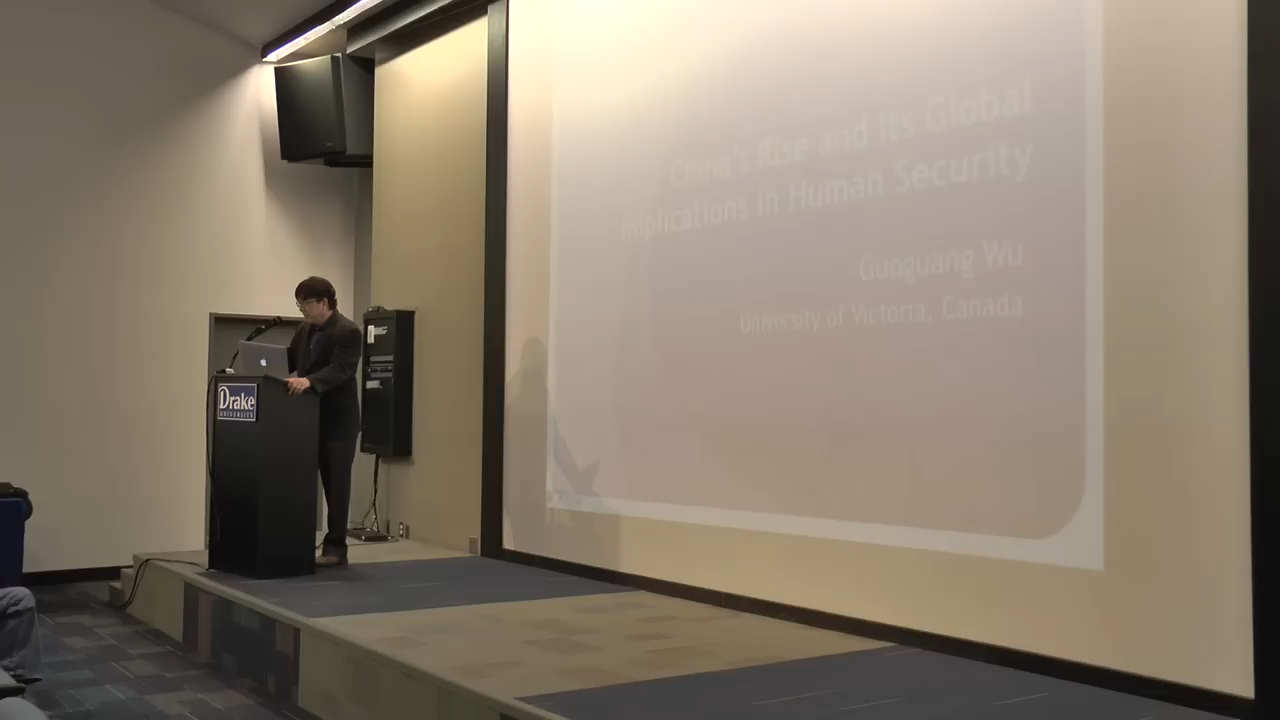 China's Rise and Its Global
Implications in Human Security
Guoguang Wu
University of Victoria, Canada
Drake
UNIVERSITY